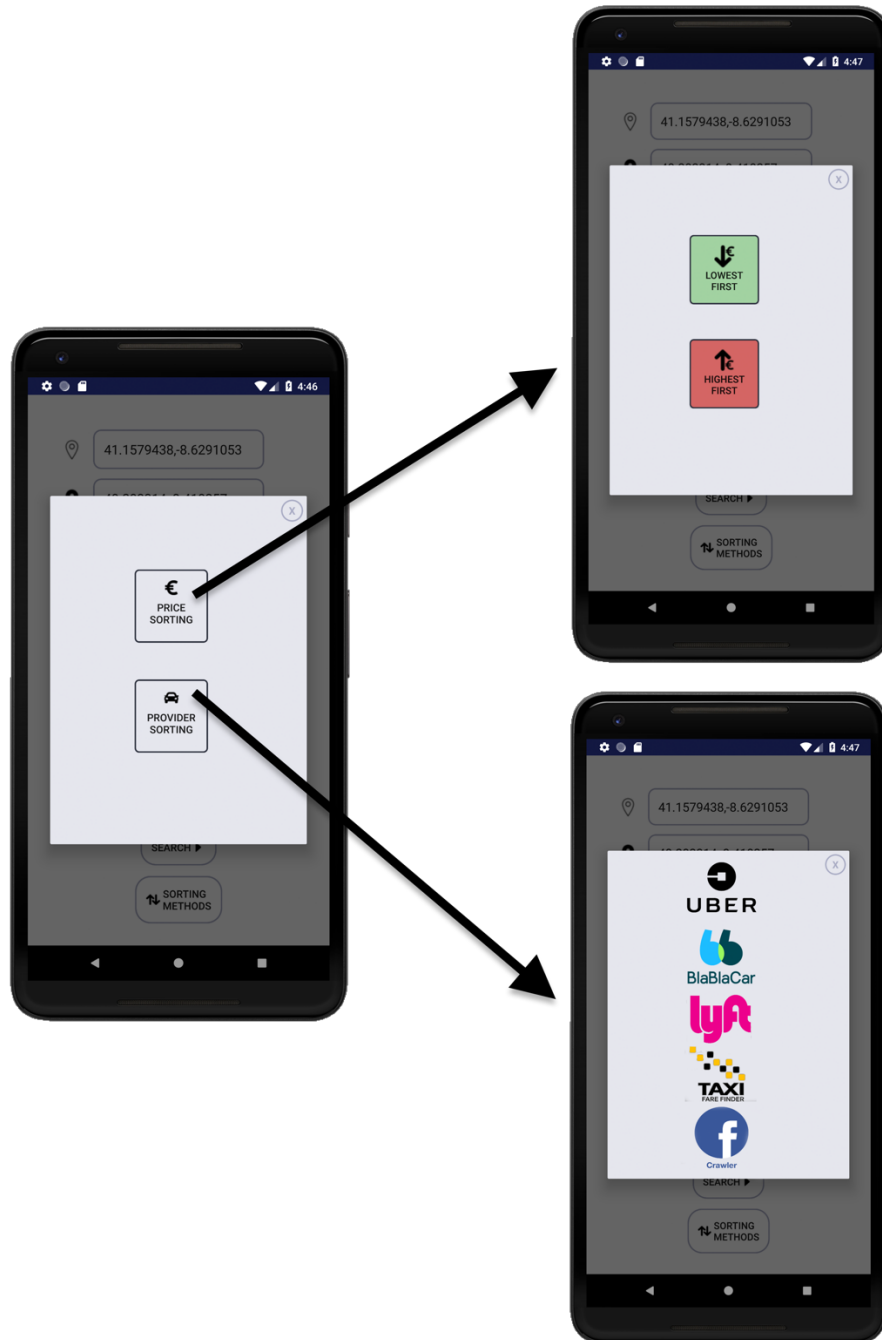 4:46
41.1579438,-8.6291053
X
€
PRICE
SORTING
PROVIDER
SORTING
SEARCH
SORTING
METHODS
4:47
41.1579438,-8.6291053
X
€
LOWEST
FIRST
€
HIGHEST
FIRST
SEARCH
SORTING
METHODS
4:47
41.1579438,-8.6291053
X
UBER
BlaBlaCar
lyft
TAXI
FARE FINDER
f
Crawler
SEARCH
SORTING
METHODS